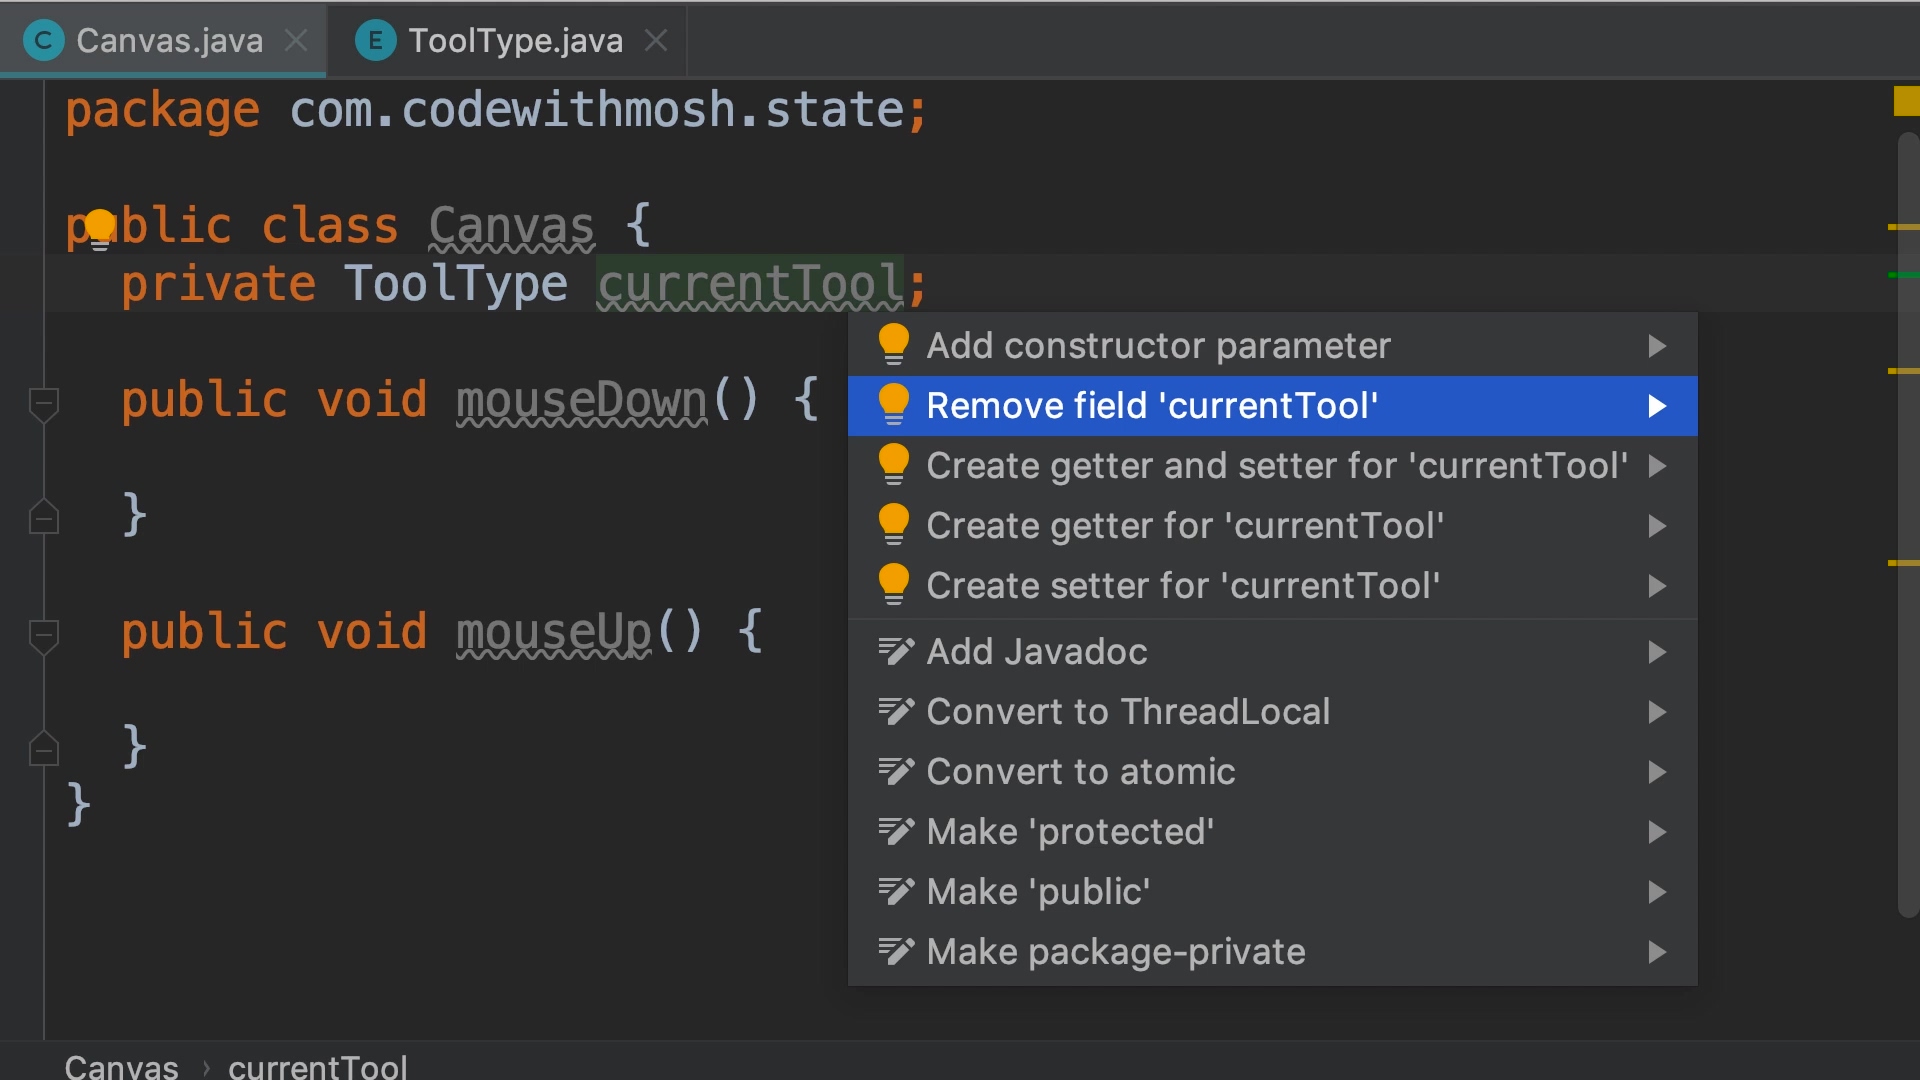 C Canvas.java E ToolType.java
package com.codewithmosh.state;
public class Canvas {
private ToolType currentTool;
public void mouseDown() {
}
public void mouseUp() {
}
}
Add constructor parameter
Remove field 'currentTool'
Create getter and setter for 'currentTool'
Create getter for 'currentTool'
Create setter for 'currentTool'
Add Javadoc
Convert to ThreadLocal
Convert to atomic
Make 'protected'
Make 'public'
Make package-private
Canvas › currentTool